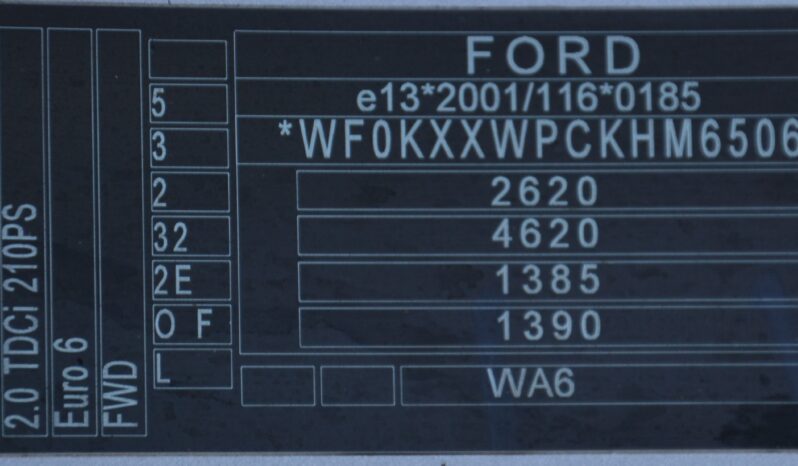 FORD
e13*2001/116*0185
*WF0KXXWPCKHM6506
2620
4620
1385
1390
WA6
5
3
2
32
2E
O F
L
2.0 TDCi 210PS
Euro 6
FWD